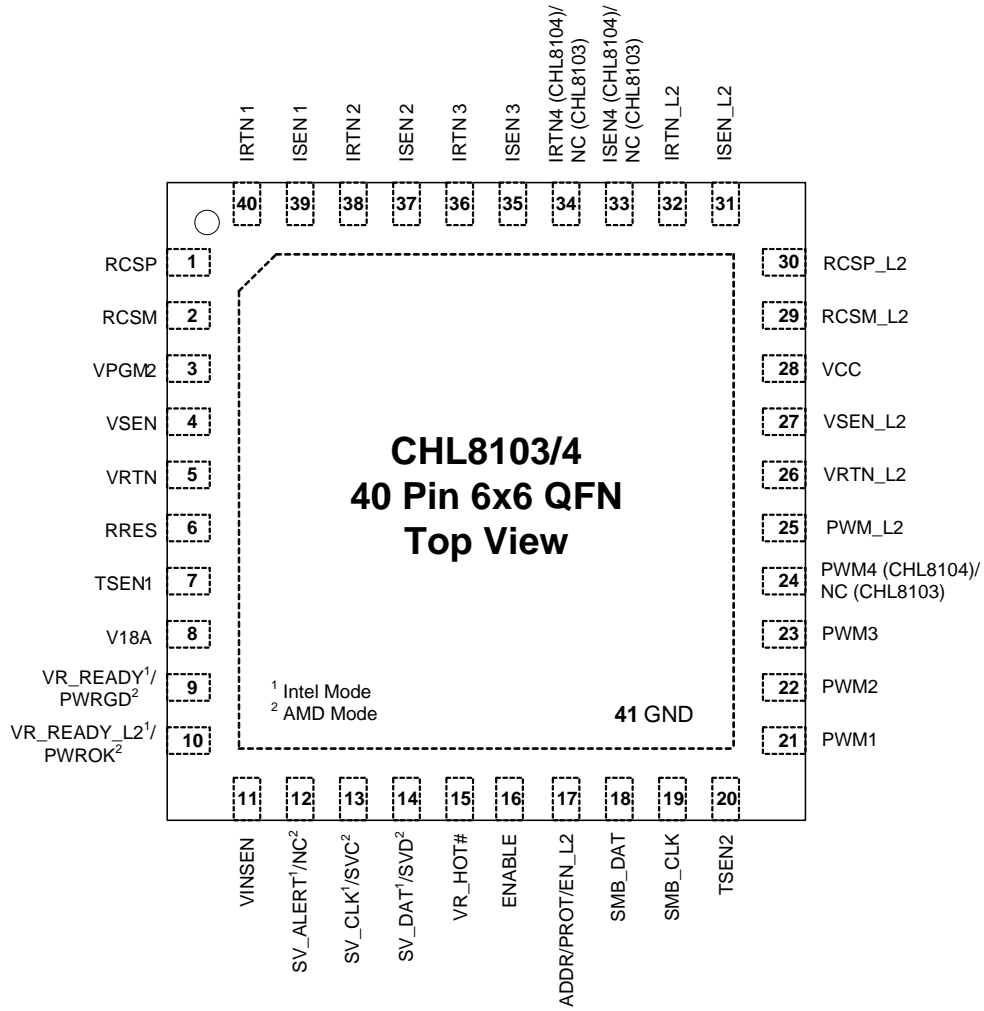 IRTN 1
ISEN 1
IRTN 2
ISEN 2
IRTN 3
ISEN 3
IRTN4 (CHL8104)/
NC (CHL8103)
ISEN4 (CHL8104)/
NC (CHL8103)
IRTN_L2
ISEN_L2
40
39
38
37
36
35
34
33
32
31
RCSP
1
RCSM
2
VPGM2
3
VSEN
4
VRTN
5
RRES
6
TSEN1
7
V18A
8
VR_READY¹/
PWRGD²
9
VR_READY_L2¹/
PWROK²
10
CHL8103/4
40 Pin 6x6 QFN
Top View
¹ Intel Mode
² AMD Mode
41 GND
30
RCSP_L2
29
RCSM_L2
28
VCC
27
VSEN_L2
26
VRTN_L2
25
PWM_L2
24
PWM4 (CHL8104)/
NC (CHL8103)
23
PWM3
22
PWM2
21
PWM1
11
12
13
14
15
16
17
18
19
20
VINSEN
SV_ALERT¹/NC²
SV_CLK¹/SVC²
SV_DAT¹/SVD²
VR_HOT#
ENABLE
ADDR/PROT/EN_L2
SMB_DAT
SMB_CLK
TSEN2